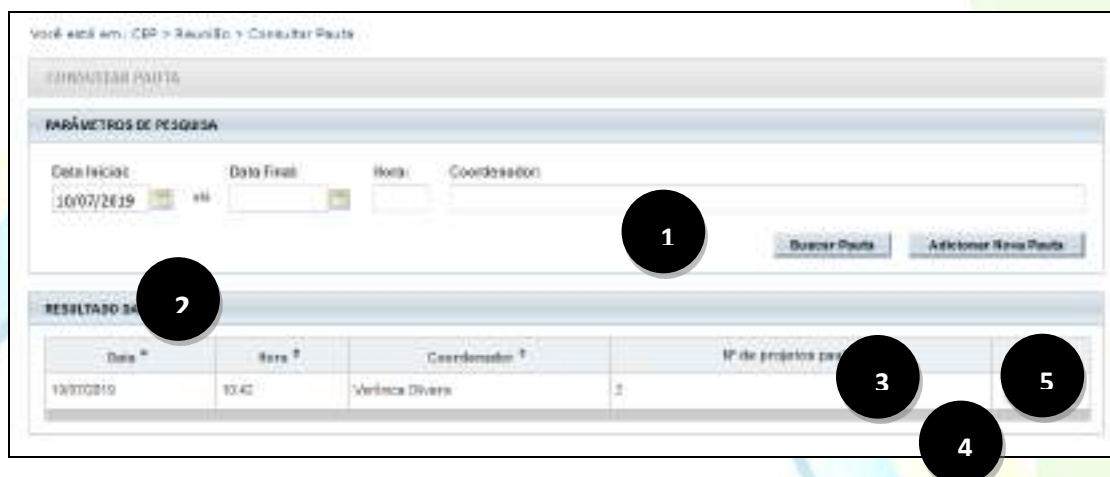 Você está em: CEP > Reunião > Consultar Pauta
CONSULTAR PAUTA
PARÂMETROS DE PESQUISA
Data Inicial: Data Final: Hora: Coordenador:
10/07/2019 até
1
Buscar Pauta Adicionar Nova Pauta
RESULTADO 2
Data Hora Coordenador Nº de projetos
3 5
10/07/2019 10:42 2
4